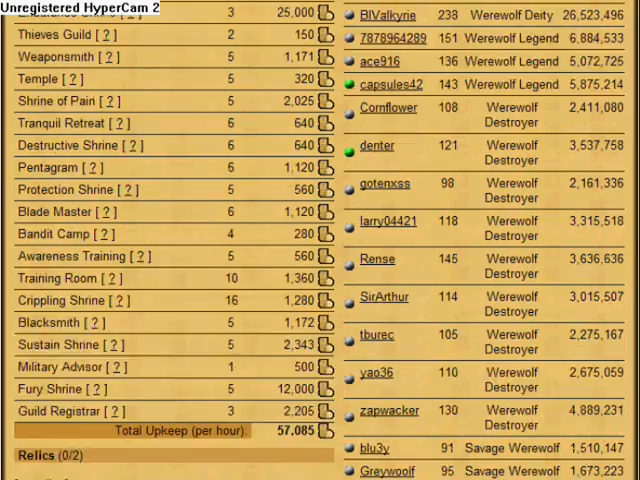 Unregistered HyperCam 2
Endurance Shrine 3 25,000
Thieves Guild [ ? ] 2 150
Weaponsmith [ ? ] 5 1,171
Temple [ ? ] 5 320
Shrine of Pain [ ? ] 5 2,025
Tranquil Retreat [ ? ] 6 640
Destructive Shrine [ ? ] 6 640
Pentagram [ ? ] 6 1,120
Protection Shrine [ ? ] 5 560
Blade Master [ ? ] 6 1,120
Bandit Camp [ ? ] 4 280
Awareness Training [ ? ] 5 560
Training Room [ ? ] 10 1,360
Crippling Shrine [ ? ] 16 1,280
Blacksmith [ ? ] 5 1,172
Sustain Shrine [ ? ] 5 2,343
Military Advisor [ ? ] 1 500
Fury Shrine [ ? ] 5 12,000
Guild Registrar [ ? ] 3 2,205
Total Upkeep (per hour). 57,085
Relics (0/2)
BlValkyrie 238 Werewolf Deity 26,523,496
7878964289 151 Werewolf Legend 6,884,533
ace916 136 Werewolf Legend 5,072,725
capsules42 143 Werewolf Legend 5,875,214
Cornflower 108 Werewolf Destroyer 2,411,080
denter 121 Werewolf Destroyer 3,537,758
gotenxss 98 Werewolf Destroyer 2,161,336
larry04421 118 Werewolf Destroyer 3,315,518
Rense 145 Werewolf Destroyer 3,636,636
SirArthur 114 Werewolf Destroyer 3,015,507
tburec 105 Werewolf Destroyer 2,275,167
yao36 110 Werewolf Destroyer 2,675,059
zapwacker 130 Werewolf Destroyer 4,889,231
blu3y 91 Savage Werewolf 1,510,147
Greywoolf 95 Savage Werewolf 1,673,223